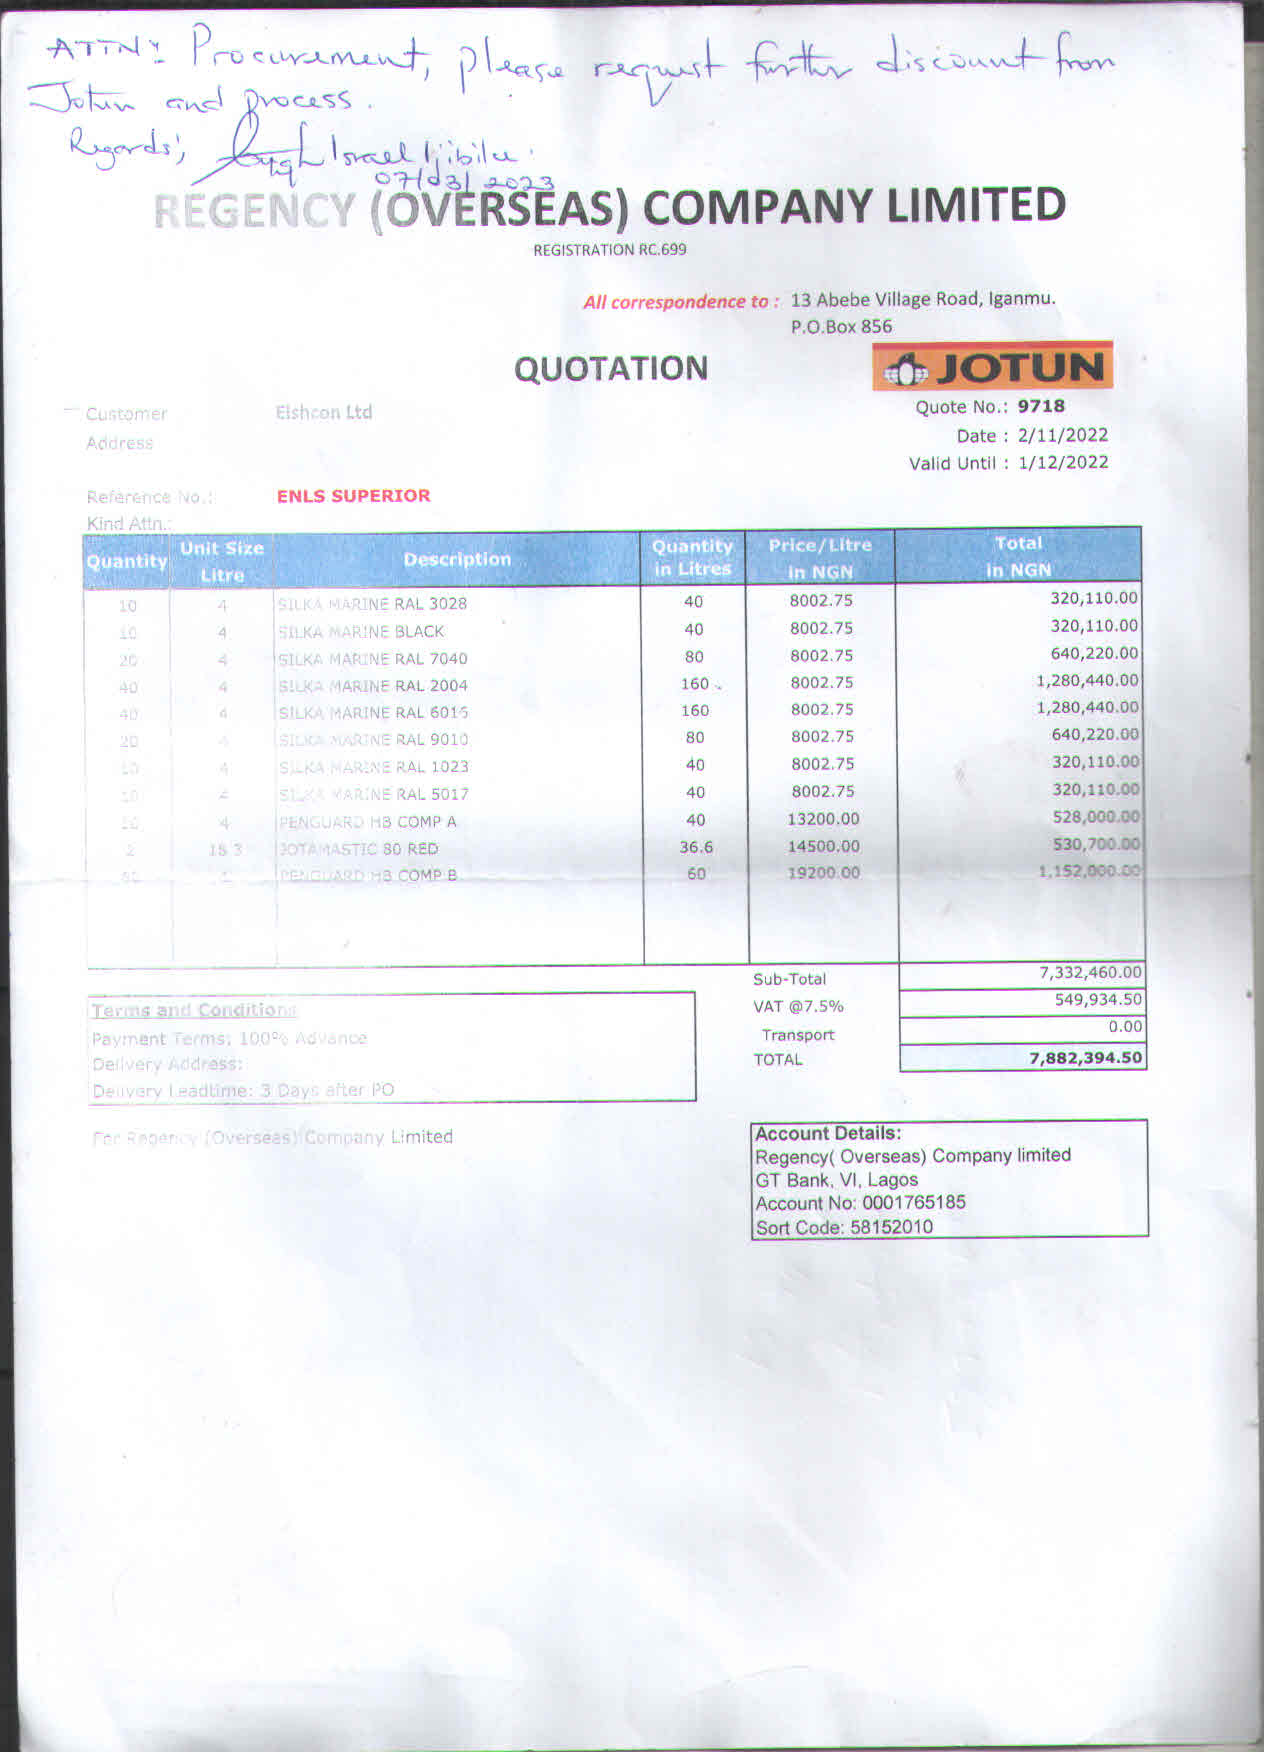 ATTN: Procurement, please request further discount from
Jotun and process.
Regards, Israel
07/03/2023
REGENCY (OVERSEAS) COMPANY LIMITED
REGISTRATION RC.699
All correspondence to : 13 Abebe Village Road, Iganmu.
P.O.Box 856
QUOTATION
JOTUN
Customer Elshcon Ltd
Quote No.: 9718
Address
Date : 2/11/2022
Valid Until : 1/12/2022
Reference No.: ENLS SUPERIOR
Kind Attn.:
Quantity Unit Size Litre Description Quantity in Litres Price/Litre in NGN Total in NGN
10 4 SILKA MARINE RAL 3028 40 8002.75 320,110.00
10 4 SILKA MARINE BLACK 40 8002.75 320,110.00
20 4 SILKA MARINE RAL 7040 80 8002.75 640,220.00
40 4 SILKA MARINE RAL 2004 160 8002.75 1,280,440.00
40 4 SILKA MARINE RAL 6015 160 8002.75 1,280,440.00
20 4 SILKA MARINE RAL 9010 80 8002.75 640,220.00
10 4 SILKA MARINE RAL 1023 40 8002.75 320,110.00
10 4 SILKA MARINE RAL 5017 40 8002.75 320,110.00
10 4 PENGUARD HB COMP A 40 13200.00 528,000.00
2 18.3 JOTAMASTIC 80 RED 36.6 14500.00 530,700.00
PENGUARD HB COMP B 60 19200.00 1,152,000.00
Sub-Total 7,332,460.00
VAT @7.5% 549,934.50
Transport 0.00
TOTAL 7,882,394.50
Terms and Conditions
Payment Terms: 100% Advance
Delivery Address:
Delivery Leadtime: 3 Days after PO
For Regency (Overseas) Company Limited
Account Details:
Regency( Overseas) Company limited
GT Bank, VI, Lagos
Account No: 0001765185
Sort Code: 58152010